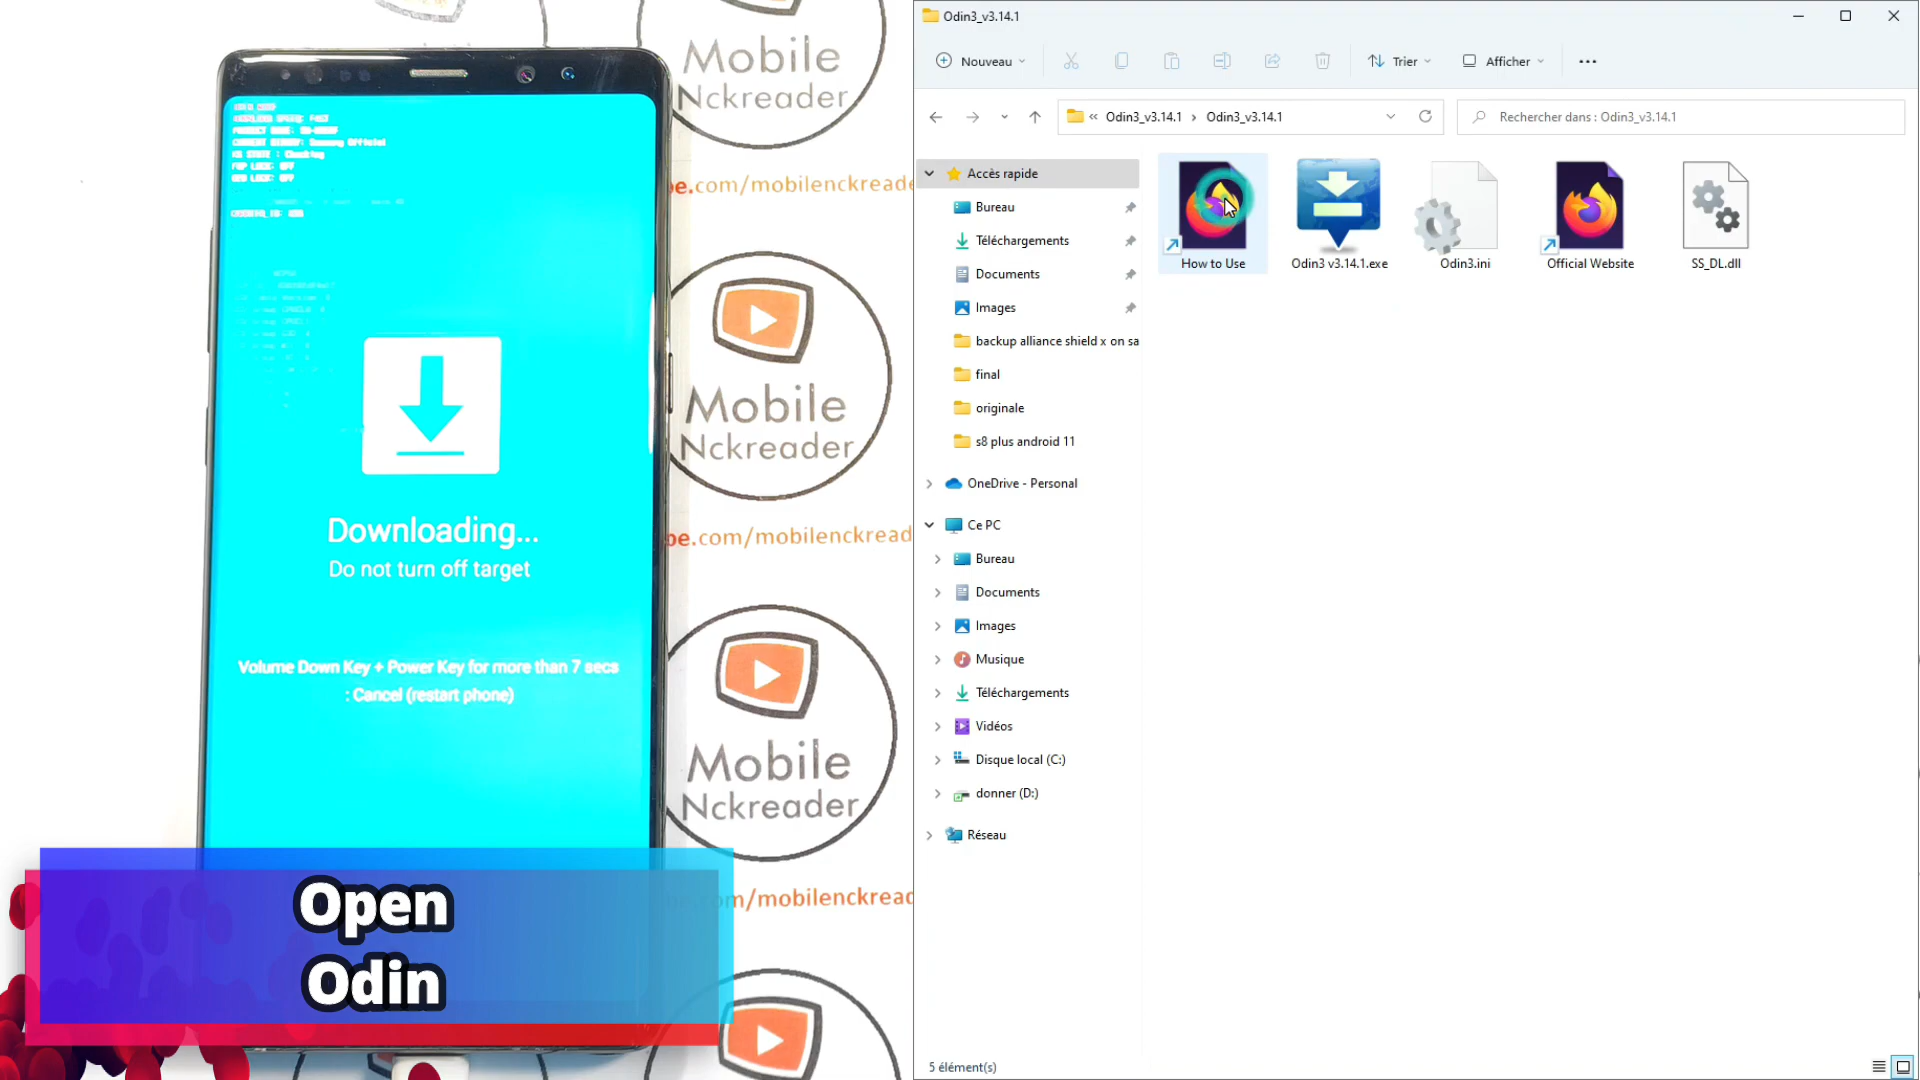 Odin3_v3.14.1
Nouveau
Trier
Afficher
Odin3_v3.14.1 Odin3_v3.14.1
Rechercher dans : Odin3_v3.14.1
Accès rapide
Bureau
Téléchargements
Documents
Images
backup alliance shield x on sa
final
originale
s8 plus android 11
OneDrive - Personal
Ce PC
Bureau
Documents
Images
Musique
Téléchargements
Vidéos
Disque local (C:)
donner (D:)
Réseau
How to Use
Odin3 v3.14.1.exe
Odin3.ini
Official Website
SS_DL.dll
5 élément(s)
Downloading...
Do not turn off target
Volume Down Key + Power Key for more than 7 secs
: Cancel (restart phone)
Mobile
Nckreader
be.com/mobilenckreade
Mobile
Nckreader
be.com/mobilenckread
Mobile
Nckreader
om/mobilenckreade
Open
Odin